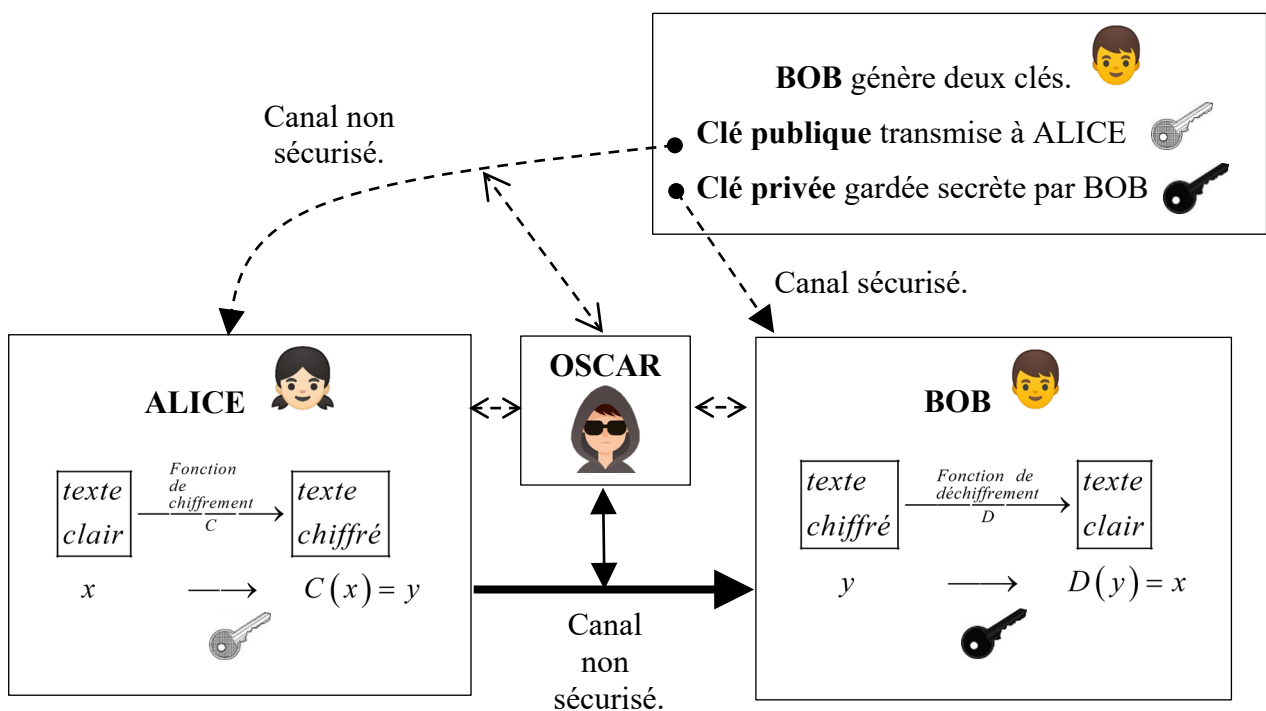 BOB génère deux clés.
Canal non
sécurisé.
Clé publique transmise à ALICE
Clé privée gardée secrète par BOB
Canal sécurisé.
ALICE
OSCAR
BOB
Fonction
de
chiffrement
C
texte
clair
texte
chiffré
x ⟶ C(x) = y
Canal
non
sécurisé.
texte
chiffré
Fonction de
déchiffrement
D
texte
clair
y ⟶ D(y) = x